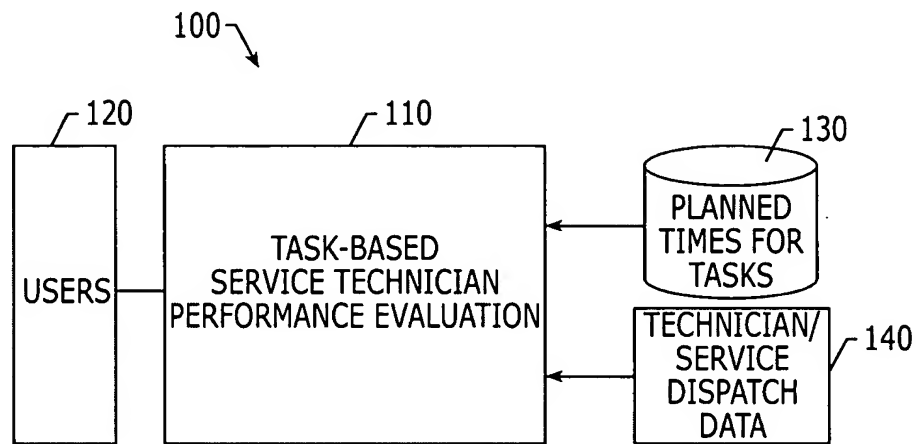 100
120
110
130
USERS
TASK-BASED
SERVICE TECHNICIAN
PERFORMANCE EVALUATION
PLANNED
TIMES FOR
TASKS
TECHNICIAN/
SERVICE
DISPATCH
DATA
140